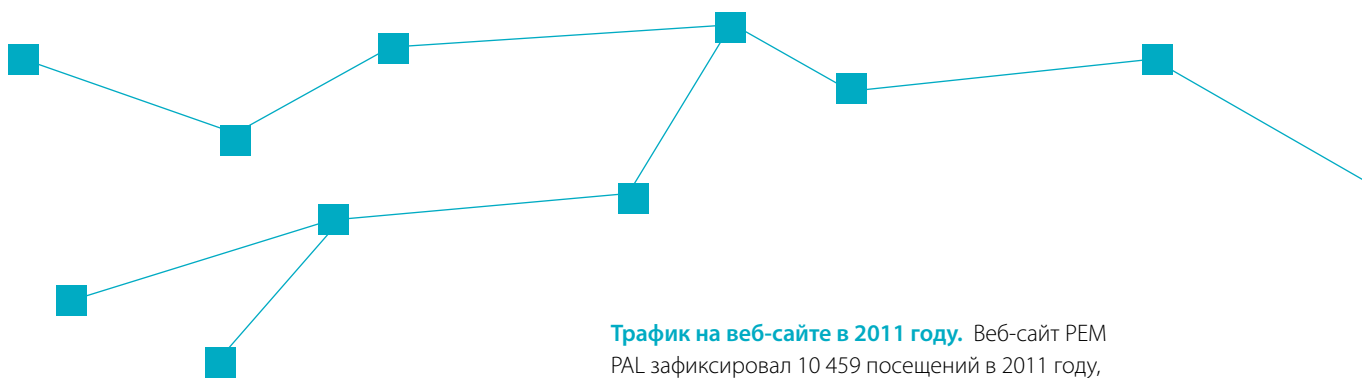 Трафик на веб-сайте в 2011 году. Веб-сайт PEM
PAL зафиксировал 10 459 посещений в 2011 году,